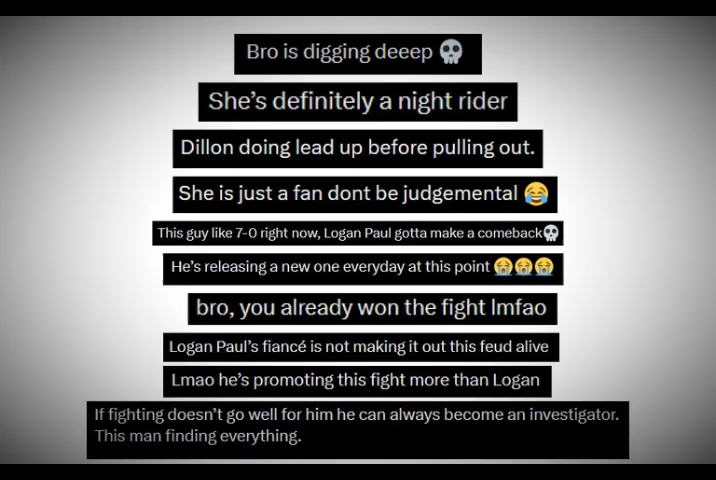 Bro is digging deeep 💀
She's definitely a night rider
Dillon doing lead up before pulling out.
She is just a fan dont be judgemental 😂
This guy like 7-0 right now, Logan Paul gotta make a comeback💀
He's releasing a new one everyday at this point 😭😭😭
bro, you already won the fight lmfao
Logan Paul's fiancé is not making it out this feud alive
Lmao he's promoting this fight more than Logan
If fighting doesn't go well for him he can always become an investigator.
This man finding everything.